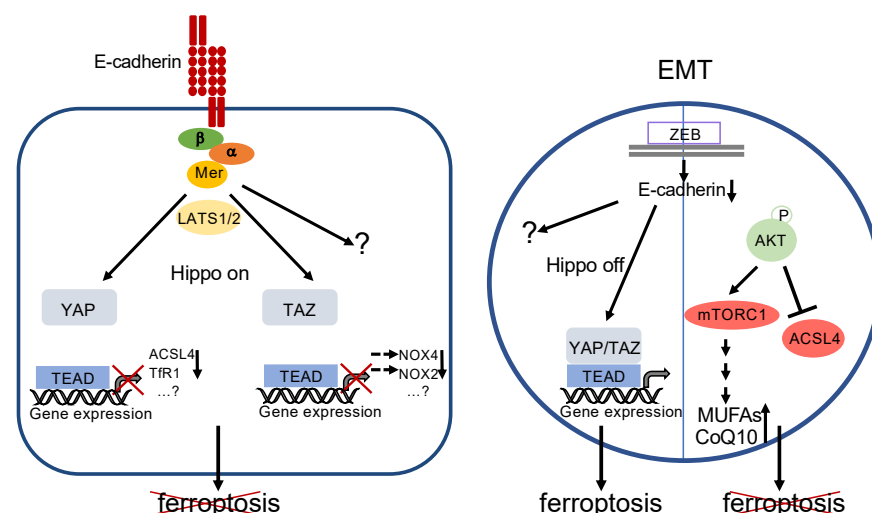 E-cadherin
β
α
Mer
LATS1/2
?
Hippo on
YAP
TAZ
TEAD
ACSL4
TfR1
...?
Gene expression
TEAD
NOX4
NOX2
...?
Gene expression
ferroptosis
EMT
ZEB
E-cadherin
?
Hippo off
P
AKT
mTORC1
ACSL4
YAP/TAZ
TEAD
Gene expression
MUFAs
CoQ10
ferroptosis
ferroptosis